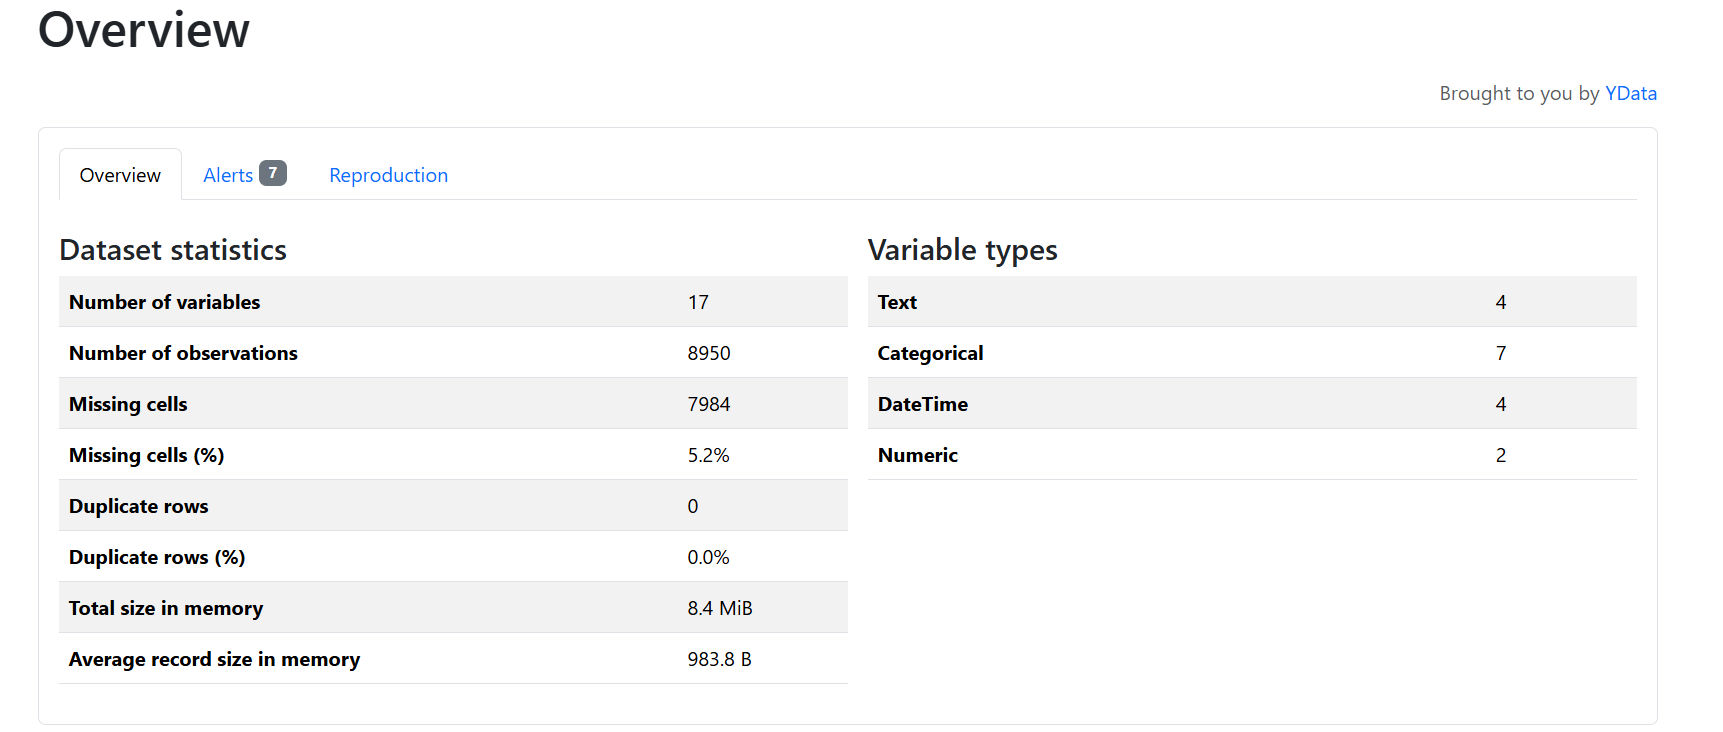 Overview
Brought to you by YData
Overview Alerts 7 Reproduction
Dataset statistics
Number of variables 17
Number of observations 8950
Missing cells 7984
Missing cells (%) 5.2%
Duplicate rows 0
Duplicate rows (%) 0.0%
Total size in memory 8.4 MiB
Average record size in memory 983.8 B
Variable types
Text 4
Categorical 7
DateTime 4
Numeric 2